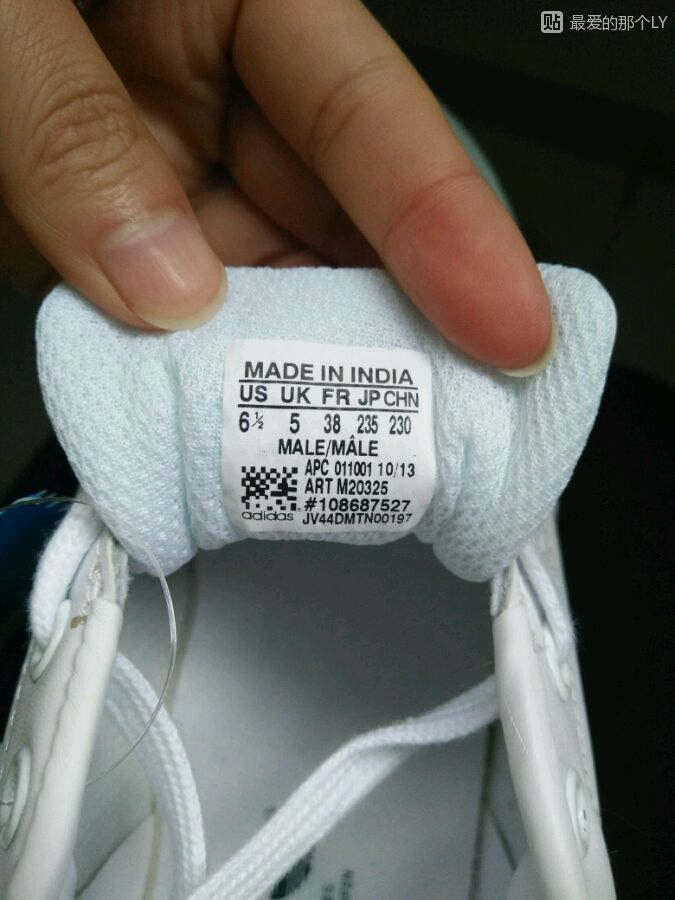 贴 最爱的那个LY
MADE IN INDIA
US UK FR JP CHN
6½ 5 38 235 230
MALE/MÂLE
APC 011001 10/13
ART M20325
#108687527
adidas JV44DMTN00197